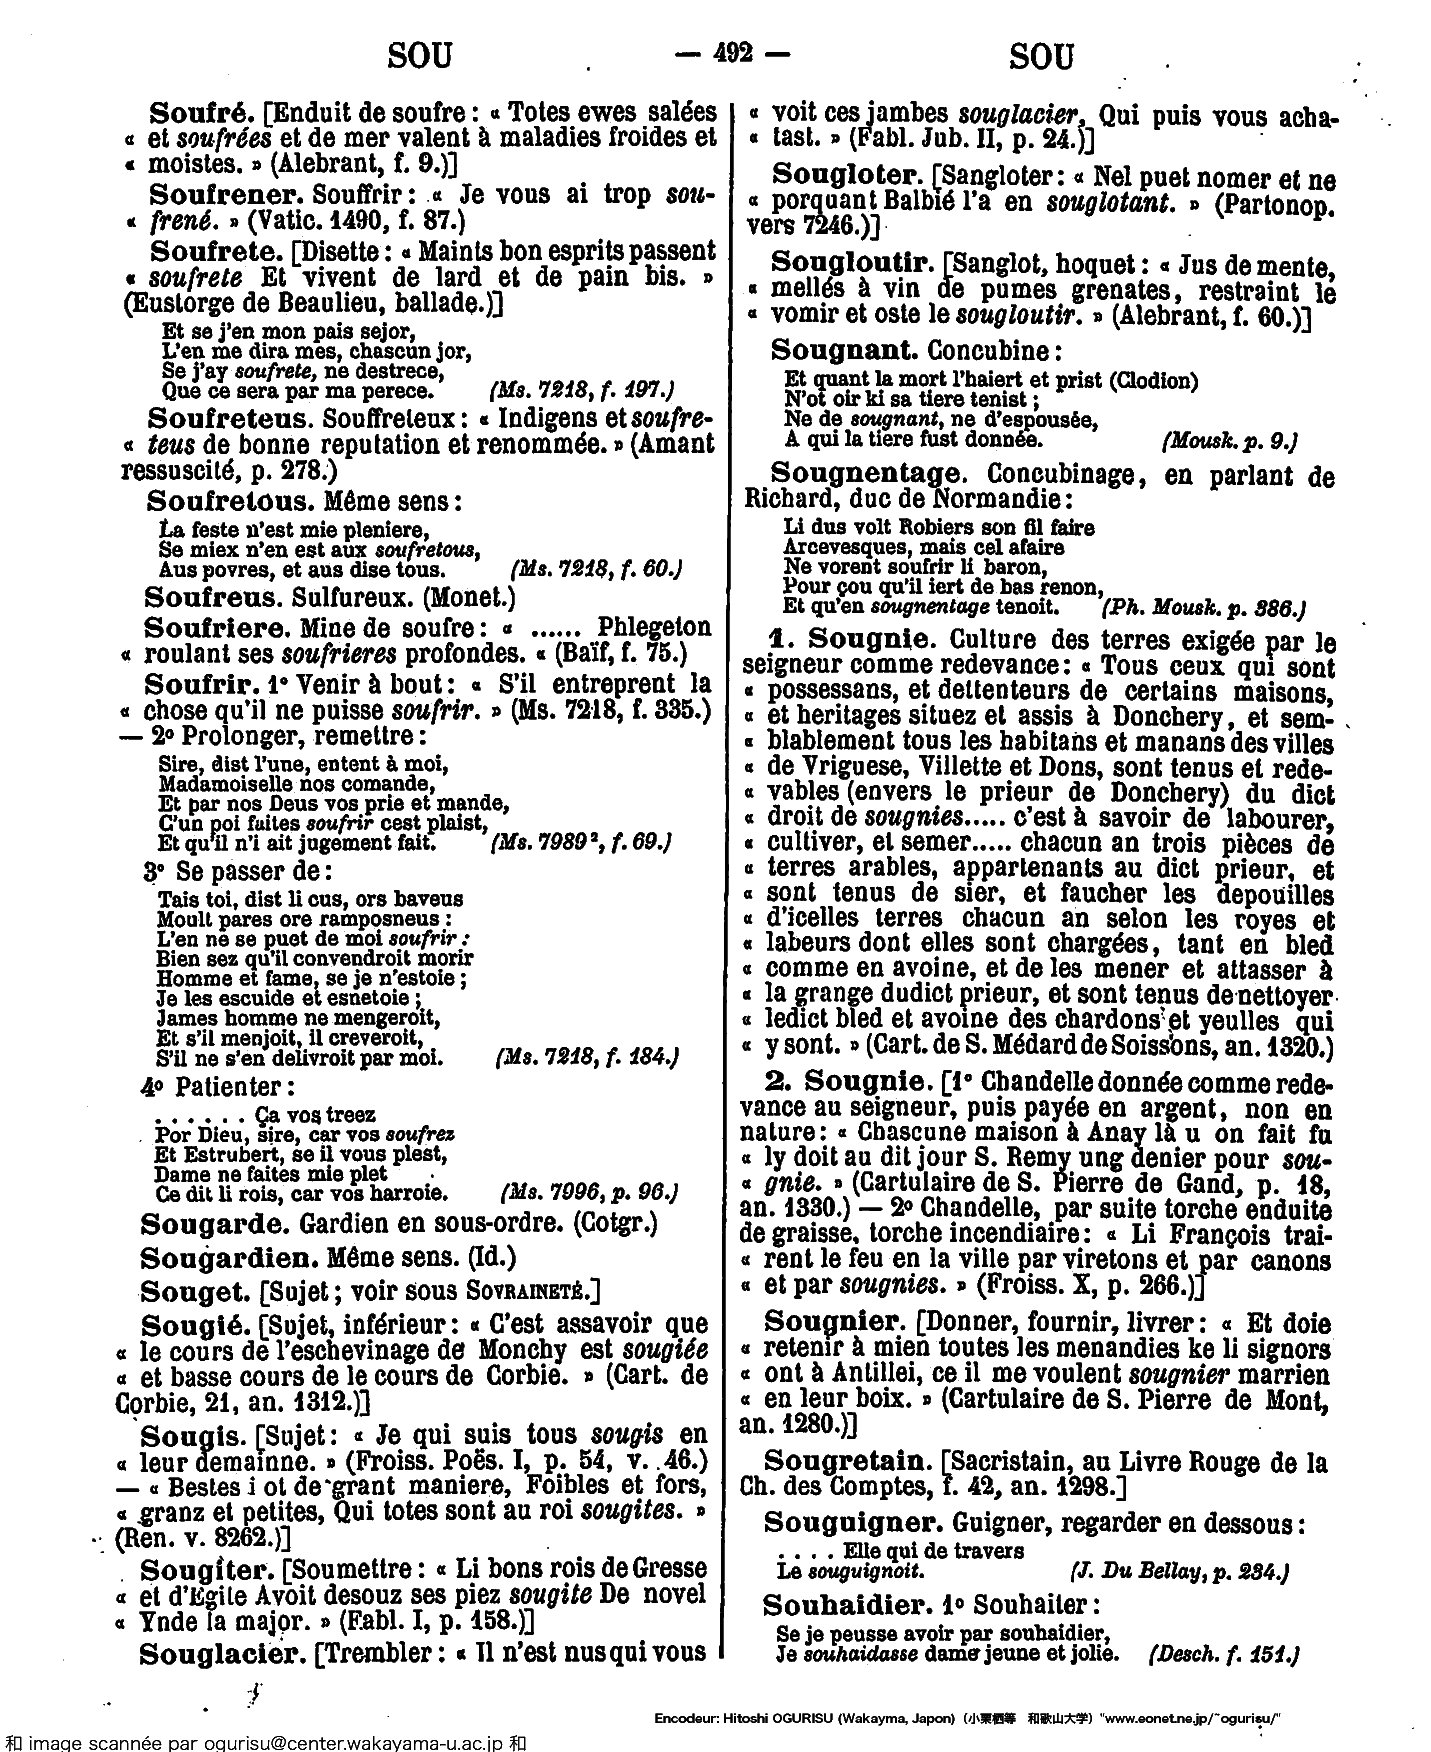 SOU — 492 — SOU
Soufré. [Enduit de soufre : « Totes ewes salées
« et soufrées et de mer valent à maladies froides et
« moistes. » (Alebrant, f. 9.)]
Soufrener. Souffrir : « Je vous ai trop sou-
« frené. » (Vatic. 1490, f. 87.)
Soufrete. [Disette : « Maints bon esprits passent
« soufrete Et vivent de lard et de pain bis. »
(Eustorge de Beaulieu, ballade.)]
Et se j'en mon pais sejor,
L'en me dira mes, chascun jor,
Se j'ay soufrete, ne destrece,
Que ce sera par ma perece. (Ms. 7218, f. 197.)
Soufreteus. Souffreteux : « Indigens et soufre-
« teus de bonne reputation et renommée. » (Amant
ressuscité, p. 278.)
Soufretous. Même sens :
La feste n'est mie pleniere,
Se miex n'en est aux soufretous,
Aus povres, et aus dise tous. (Ms. 7218, f. 60.)
Soufreus. Sulfureux. (Monet.)
Soufriere. Mine de soufre : « ...... Phlegeton
« roulant ses soufrieres profondes. « (Baïf, f. 75.)
Soufrir. 1º Venir à bout : « S'il entreprent la
« chose qu'il ne puisse soufrir. » (Ms. 7218, f. 335.)
— 2º Prolonger, remettre :
Sire, dist l'une, entent à moi,
Madamoiselle nos comande,
Et par nos Deus vos prie et mande,
C'un poi faites soufrir cest plaist,
Et qu'il n'i ait jugement fait. (Ms. 7989², f. 69.)
3º Se passer de :
Tais toi, dist li cus, ors baveus
Moult pares ore ramposneus :
L'en ne se puet de moi soufrir :
Bien sez qu'il convendroit morir
Homme et fame, se je n'estoie ;
Je les escuide et esnetoie ;
James homme ne mengeroit,
Et s'il menjoit, il creveroit,
S'il ne s'en delivroit par moi. (Ms. 7218, f. 184.)
4º Patienter :
. . . . . . Ça vos treez
Por Dieu, sire, car vos soufrez
Et Estrubert, se il vous plest,
Dame ne faites mie plet
Ce dit li rois, car vos harroie. (Ms. 7996, p. 96.)
Sougarde. Gardien en sous-ordre. (Cotgr.)
Sougardien. Même sens. (Id.)
Souget. [Sujet ; voir sous SOVRAINETÉ.]
Sougié. [Sujet, inférieur : « C'est assavoir que
« le cours de l'eschevinage de Monchy est sougiée
« et basse cours de le cours de Corbie. » (Cart. de
Corbie, 21, an. 1312.)]
Sougis. [Sujet : « Je qui suis tous sougis en
« leur demainne. » (Froiss. Poës. I, p. 54, v. 46.)
— « Bestes i ot de grant maniere, Foibles et fors,
« granz et petites, Qui totes sont au roi sougites. »
(Ren. v. 8262.)]
Sougiter. [Soumettre : « Li bons rois de Gresse
« et d'Egite Avoit desouz ses piez sougite De novel
« Ynde la major. » (Fabl. I, p. 158.)]
Souglacier. [Trembler : « Il n'est nus qui vous
« voit ces jambes souglacier, Qui puis vous acha-
« tast. » (Fabl. Jub. II, p. 24.)]
Sougloter. [Sangloter : « Nel puet nomer et ne
« porquant Balbié l'a en souglotant. » (Partonop.
vers 7246.)]
Sougloutir. [Sanglot, hoquet : « Jus de mente,
« mellés à vin de pumes grenates, restraint le
« vomir et oste le sougloutir. » (Alebrant, f. 60.)]
Sougnant. Concubine :
Et quant la mort l'haiert et prist (Clodion)
N'ot oir ki sa tiere tenist ;
Ne de sougnant, ne d'espousée,
A qui la tiere fust donnée. (Mousk. p. 9.)
Sougnentage. Concubinage, en parlant de
Richard, duc de Normandie :
Li dus volt Robiers son fil faire
Arcevesques, mais cel afaire
Ne vorent soufrir li baron,
Pour çou qu'il iert de bas renon,
Et qu'en sougnentage tenoit. (Ph. Mousk. p. 386.)
1. Sougnie. Culture des terres exigée par le
seigneur comme redevance : « Tous ceux qui sont
« possessans, et dettenteurs de certains maisons,
« et heritages situez et assis à Donchery, et sem-
« blablement tous les habitans et manans des villes
« de Vriguese, Villette et Dons, sont tenus et rede-
« vables (envers le prieur de Donchery) du dict
« droit de sougnies..... c'est à savoir de labourer,
« cultiver, et semer..... chacun an trois pièces de
« terres arables, appartenants au dict prieur, et
« sont tenus de sier, et faucher les depouilles
« d'icelles terres chacun an selon les royes et
« labeurs dont elles sont chargées, tant en bled
« comme en avoine, et de les mener et attasser à
« la grange dudict prieur, et sont tenus de nettoyer
« ledict bled et avoine des chardons et yeulles qui
« y sont. » (Cart. de S. Médard de Soissons, an. 1320.)
2. Sougnie. [1º Chandelle donnée comme rede-
vance au seigneur, puis payée en argent, non en
nature : « Chascune maison à Anay là u on fait fu
« ly doit au dit jour S. Remy ung denier pour sou-
« gnie. » (Cartulaire de S. Pierre de Gand, p. 18,
an. 1330.) — 2º Chandelle, par suite torche enduite
de graisse, torche incendiaire : « Li François trai-
« rent le feu en la ville par viretons et par canons
« et par sougnies. » (Froiss. X, p. 266.)]
Sougnier. [Donner, fournir, livrer : « Et doie
« retenir à mien toutes les menandies ke li signors
« ont à Antillei, ce il me voulent sougnier marrien
« en leur boix. » (Cartulaire de S. Pierre de Mont,
an. 1280.)]
Sougretain. [Sacristain, au Livre Rouge de la
Ch. des Comptes, f. 42, an. 1298.]
Souguigner. Guigner, regarder en dessous :
. . . . Elle qui de travers
Le souguignoit. (J. Du Bellay, p. 234.)
Souhaidier. 1º Souhaiter :
Se je peusse avoir par souhaidier,
Je souhaidasse dame jeune et jolie. (Desch. f. 151.)
Encodeur: Hitoshi OGURISU (Wakayma, Japon) (小栗栖等 和歌山大学) "www.eonet.ne.jp/~ogurisu/"
和 image scannée par ogurisu@center.wakayama-u.ac.jp 和